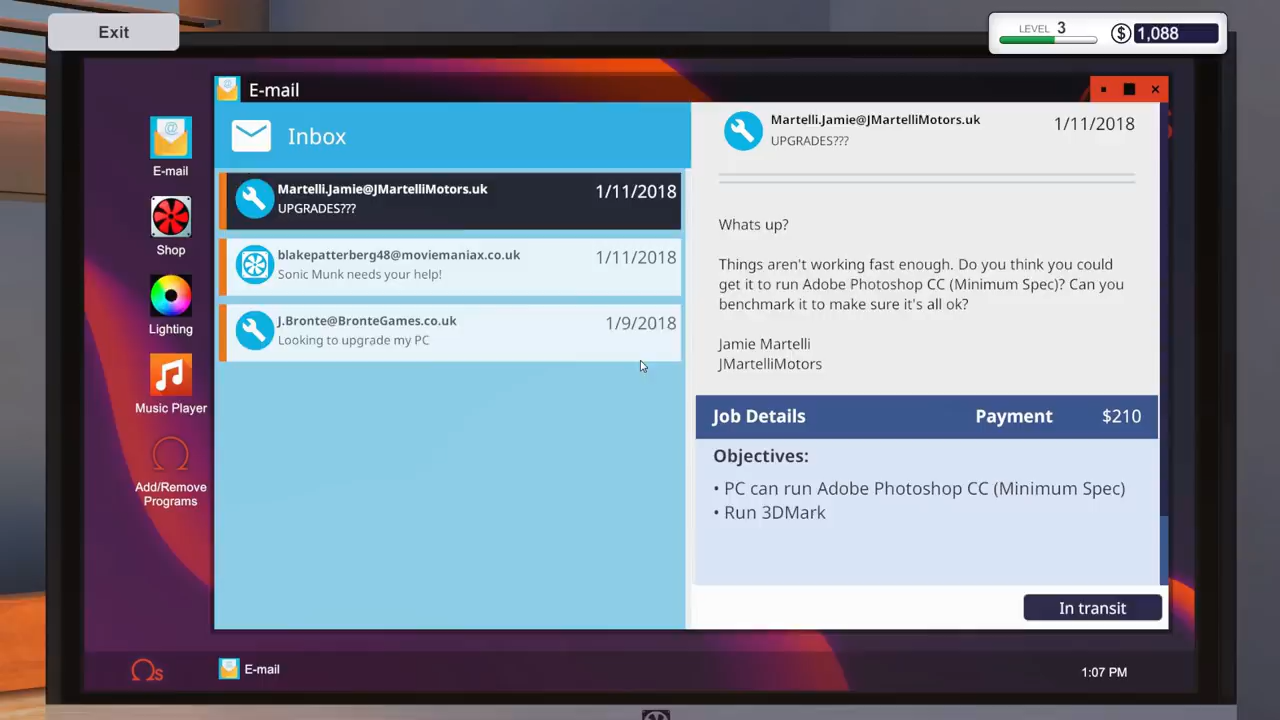 Exit
LEVEL 3
$ 1,088
E-mail
Inbox
Martelli.Jamie@JMartelliMotors.uk 1/11/2018
UPGRADES???
blakepatterberg48@moviemaniax.co.uk 1/11/2018
Sonic Munk needs your help!
J.Bronte@BronteGames.co.uk 1/9/2018
Looking to upgrade my PC
Martelli.Jamie@JMartelliMotors.uk 1/11/2018
UPGRADES???
Whats up?
Things aren't working fast enough. Do you think you could
get it to run Adobe Photoshop CC (Minimum Spec)? Can you
benchmark it to make sure it's all ok?
Jamie Martelli
JMartelliMotors
Job Details Payment $210
Objectives:
• PC can run Adobe Photoshop CC (Minimum Spec)
• Run 3DMark
In transit
E-mail
Shop
Lighting
Music Player
Add/Remove
Programs
Ωs
E-mail
1:07 PM